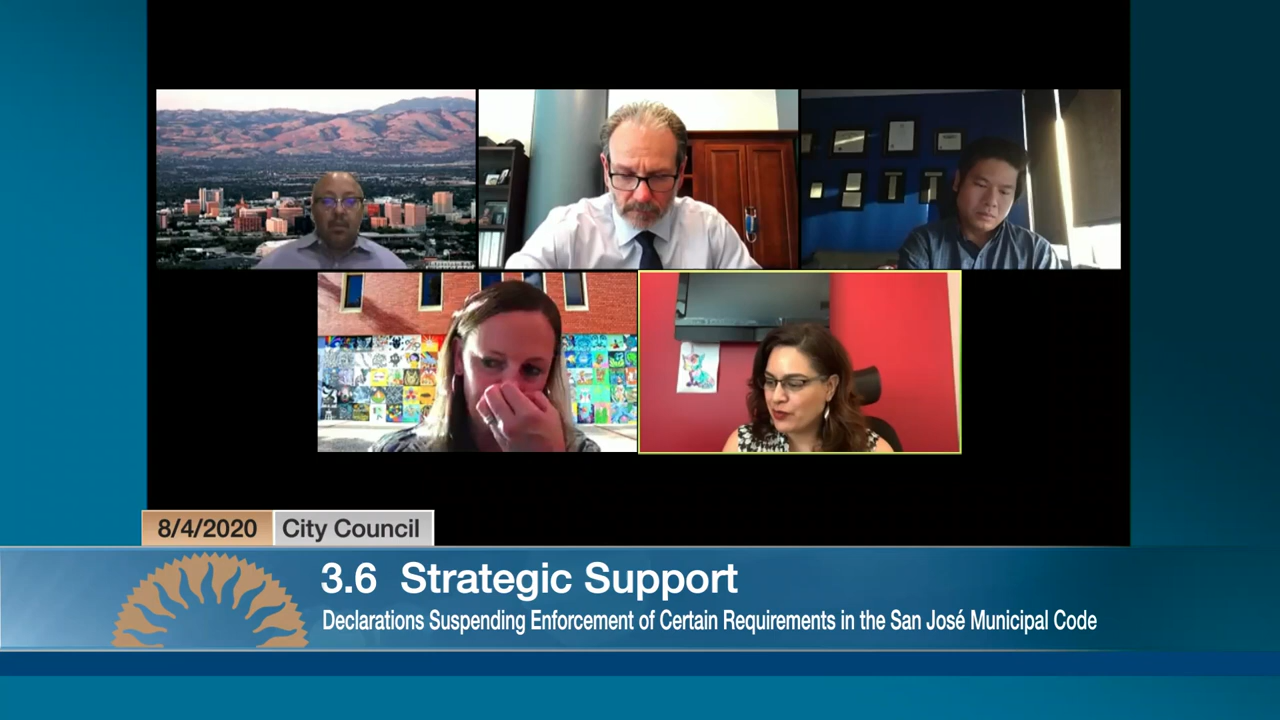 8/4/2020 City Council
3.6 Strategic Support
Declarations Suspending Enforcement of Certain Requirements in the San José Municipal Code